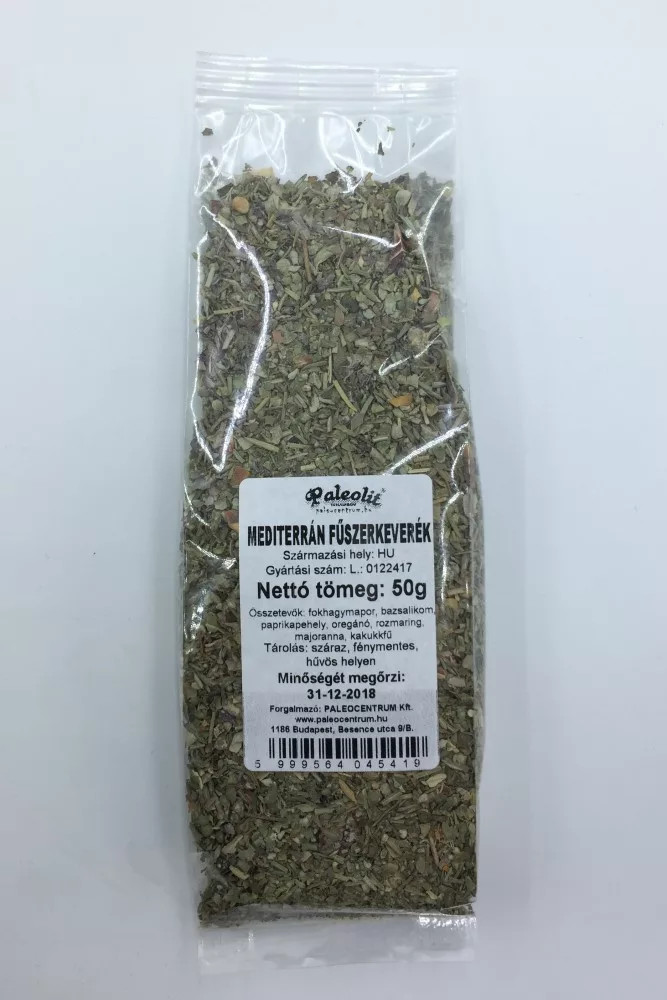 Paleolit
paleocentrum.hu
MEDITERRÁN FŰSZERKEVERÉK
Származási hely: HU
Gyártási szám: L.: 0122417
Nettó tömeg: 50g
Összetevők: fokhagymapor, bazsalikom,
paprikapehely, oregánó, rozmaring,
majoranna, kakukkfű
Tárolás: száraz, fénymentes,
hűvös helyen
Minőségét megőrzi:
31-12-2018
Forgalmazó: PALEOCENTRUM Kft.
www.paleocentrum.hu
1186 Budapest, Besence utca 9/B.
5 999564 045419